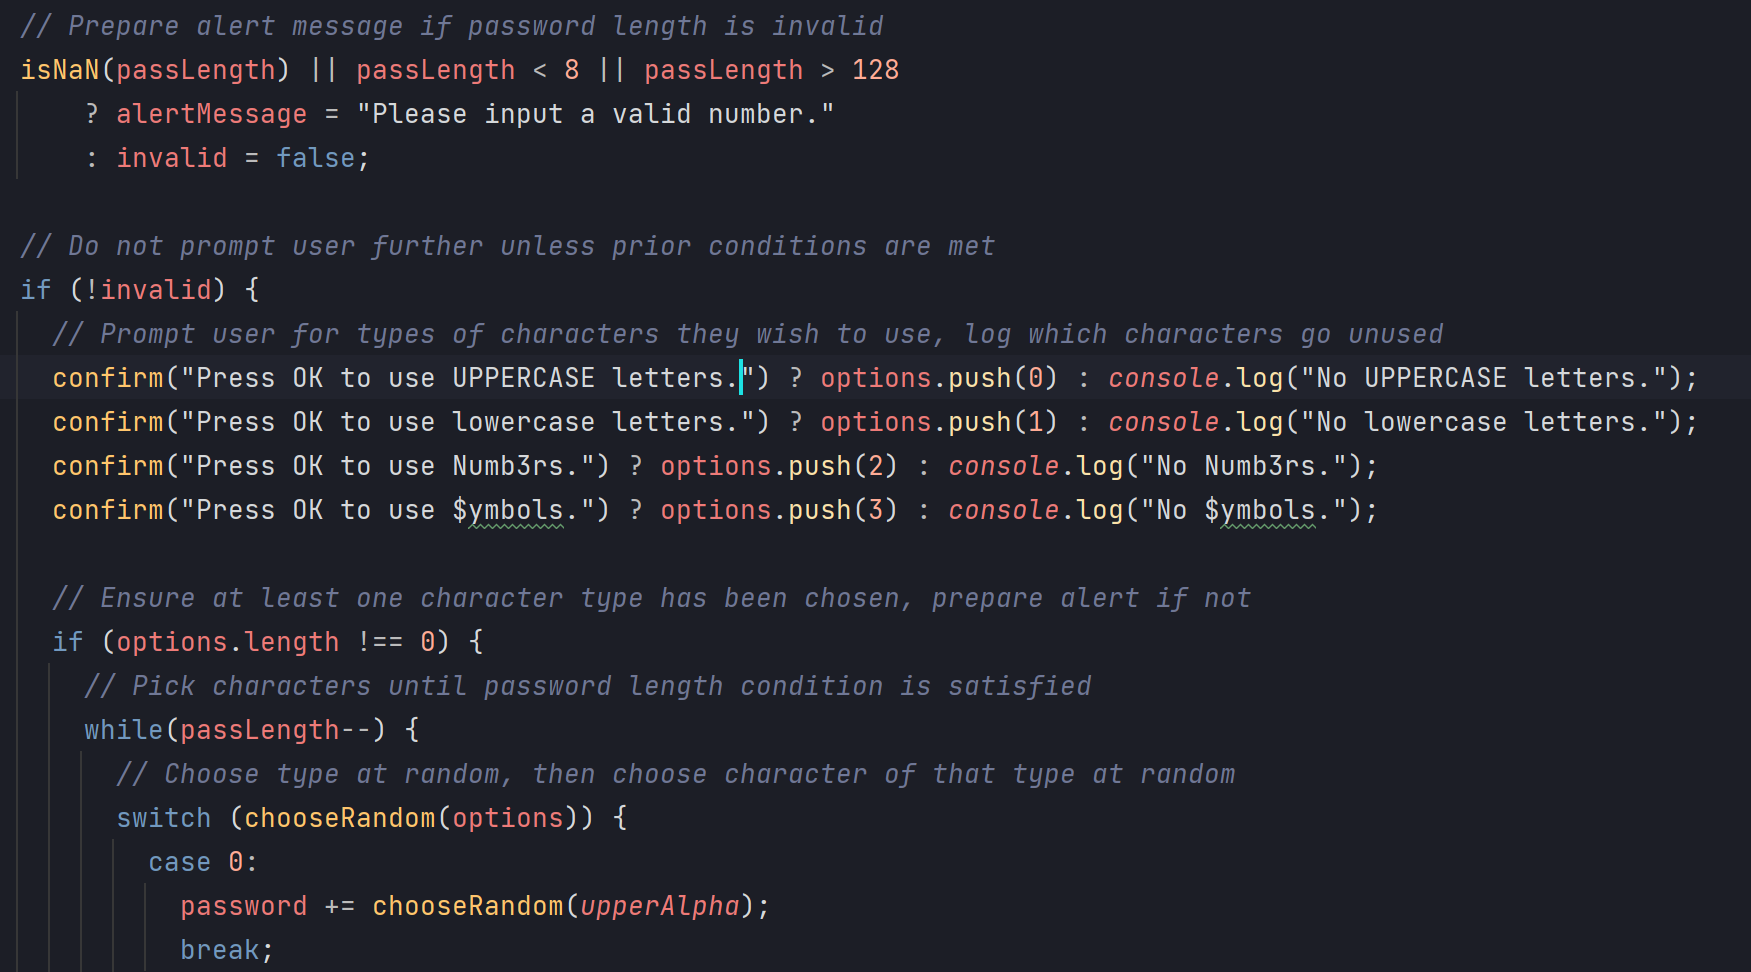 // Prepare alert message if password length is invalid
isNaN(passLength) || passLength < 8 || passLength > 128
    ? alertMessage = "Please input a valid number."
    : invalid = false;

// Do not prompt user further unless prior conditions are met
if (!invalid) {
  // Prompt user for types of characters they wish to use, log which characters go unused
  confirm("Press OK to use UPPERCASE letters.") ? options.push(0) : console.log("No UPPERCASE letters.");
  confirm("Press OK to use lowercase letters.") ? options.push(1) : console.log("No lowercase letters.");
  confirm("Press OK to use Numb3rs.") ? options.push(2) : console.log("No Numb3rs.");
  confirm("Press OK to use $ymbols.") ? options.push(3) : console.log("No $ymbols.");

  // Ensure at least one character type has been chosen, prepare alert if not
  if (options.length !== 0) {
    // Pick characters until password length condition is satisfied
    while(passLength--) {
      // Choose type at random, then choose character of that type at random
      switch (chooseRandom(options)) {
        case 0:
          password += chooseRandom(upperAlpha);
          break;